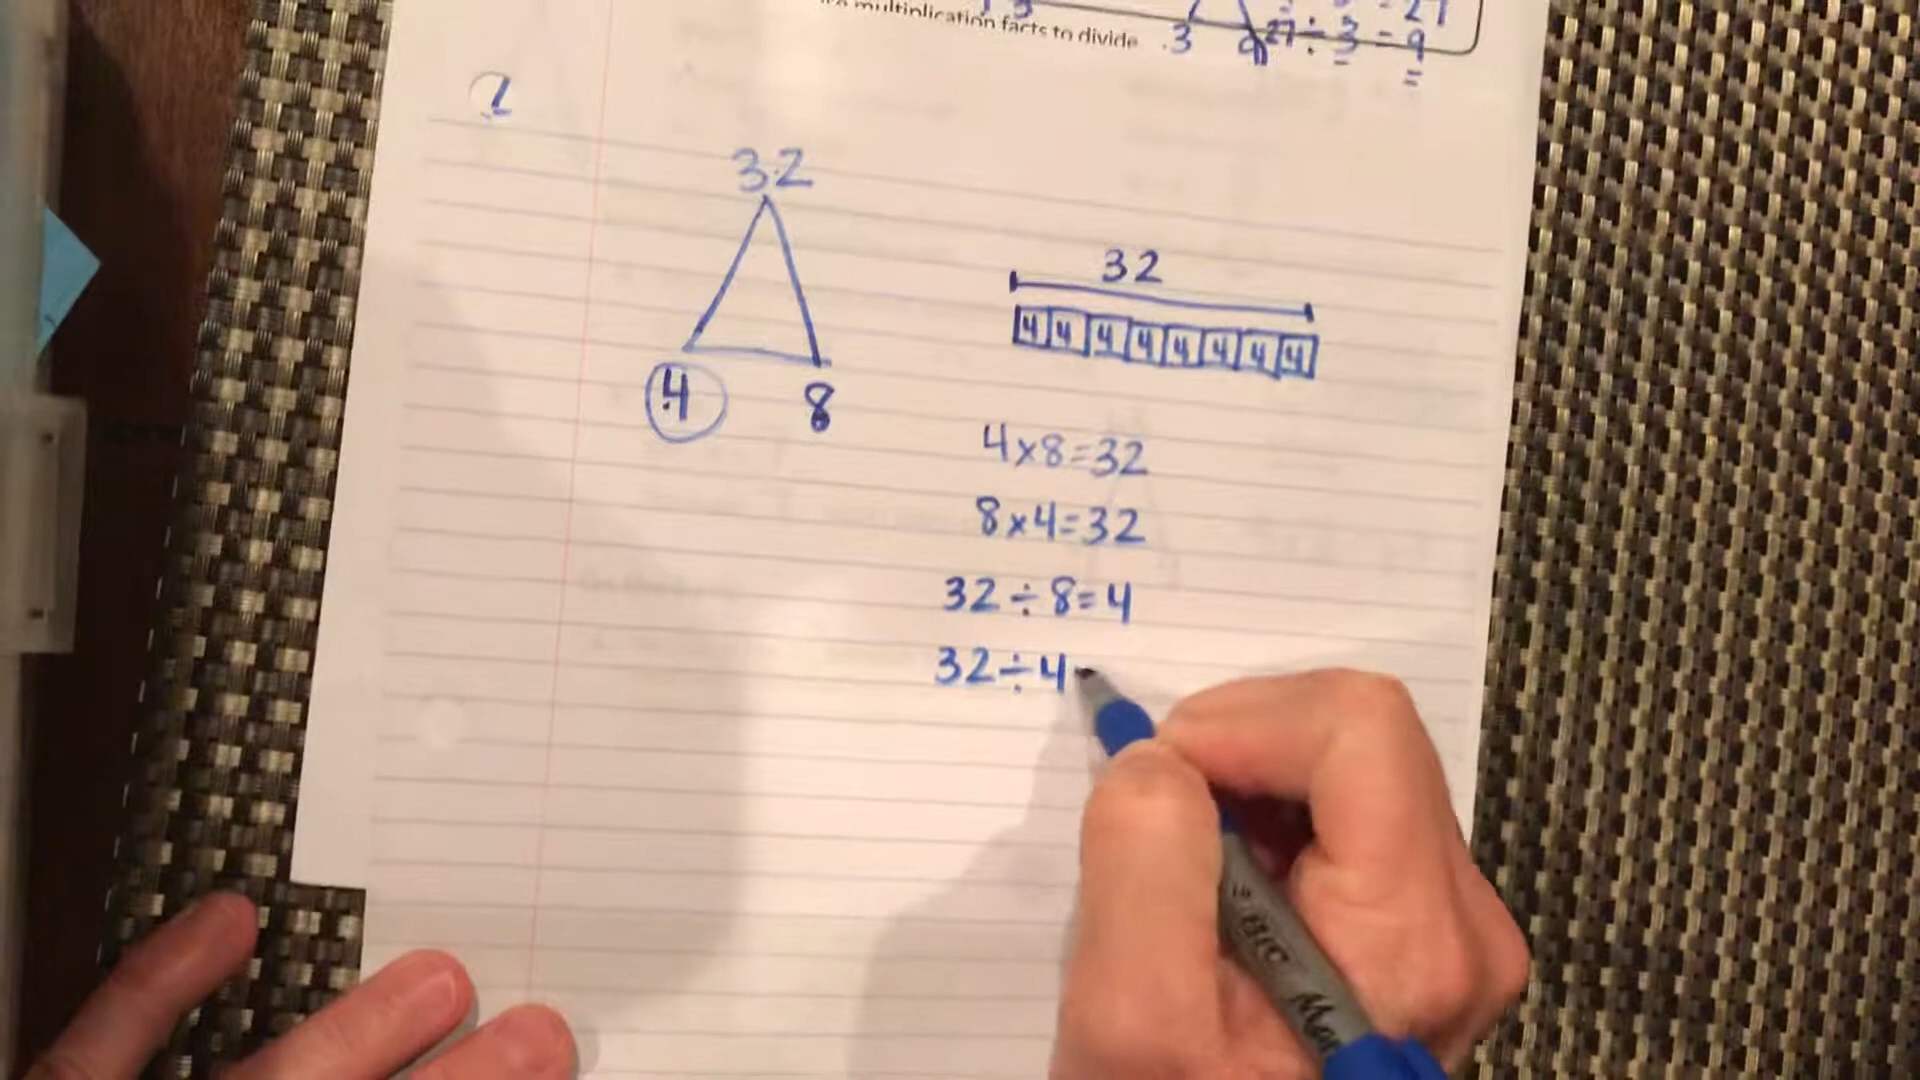 multiplication facts to divide 3 9 27 ÷ 3 = 9
32
4 8
32
4 4 4 4 4 4 4 4
4x8=32
8x4=32
32÷8=4
32÷4
BIC